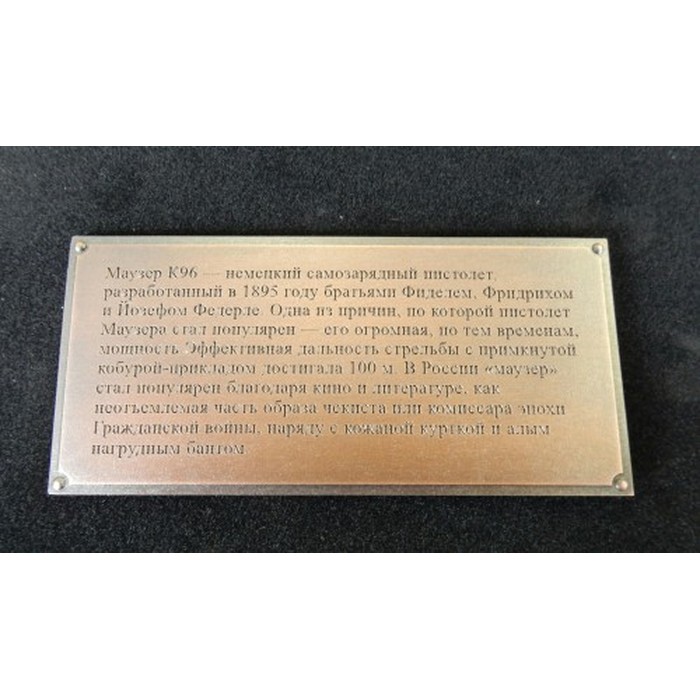 Маузер К96 — немецкий самозарядный пистолет,
разработанный в 1895 году братьями Фиделем, Фридрихом
и Йозефом Федерле. Одна из причин, по которой пистолет
Маузера стал популярен — его огромная, по тем временам,
мощность. Эффективная дальность стрельбы с примкнутой
кобурой-прикладом достигала 100 м. В России «маузер»
стал популярен благодаря кино и литературе, как
неотъемлемая часть образа чекиста или комиссара эпохи
Гражданской войны, наряду с кожаной курткой и алым
нагрудным бантом.